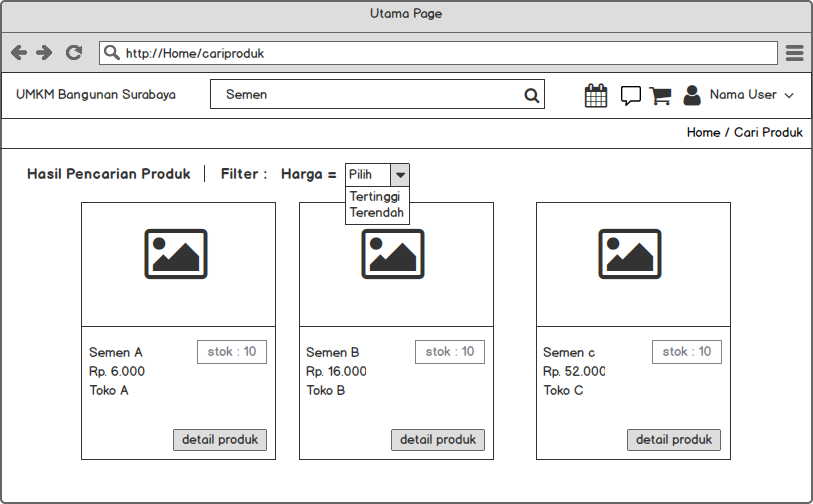 Utama Page
http://Home/cariproduk
UMKM Bangunan Surabaya
Semen
Nama User
Home / Cari Produk
Hasil Pencarian Produk | Filter : Harga = Pilih
Tertinggi
Terendah
Semen A
stok : 10
Rp. 6.000
Toko A
detail produk
Semen B
stok : 10
Rp. 16.000
Toko B
detail produk
Semen c
stok : 10
Rp. 52.000
Toko C
detail produk